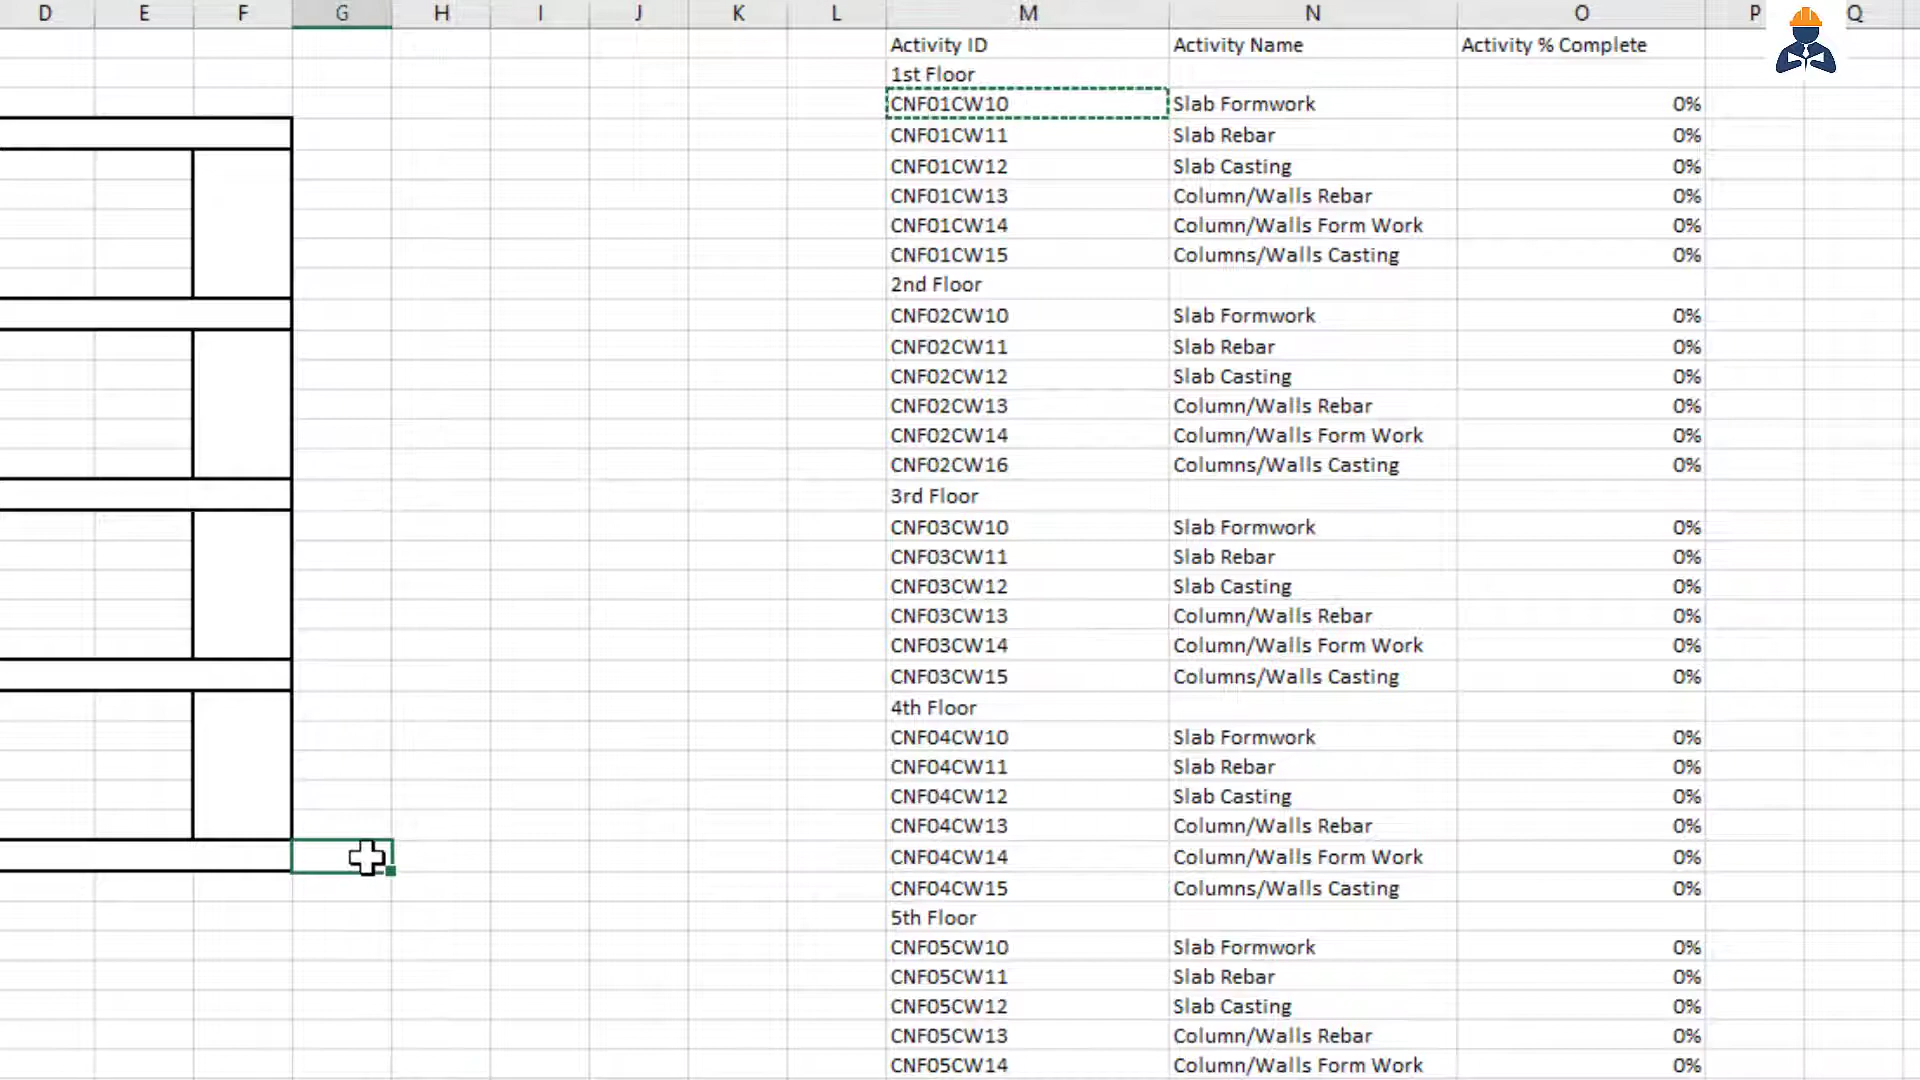 D E F G H I J K L M N O P Q
Activity ID Activity Name Activity % Complete
1st Floor
CNF01CW10 Slab Formwork 0%
CNF01CW11 Slab Rebar 0%
CNF01CW12 Slab Casting 0%
CNF01CW13 Column/Walls Rebar 0%
CNF01CW14 Column/Walls Form Work 0%
CNF01CW15 Columns/Walls Casting 0%
2nd Floor
CNF02CW10 Slab Formwork 0%
CNF02CW11 Slab Rebar 0%
CNF02CW12 Slab Casting 0%
CNF02CW13 Column/Walls Rebar 0%
CNF02CW14 Column/Walls Form Work 0%
CNF02CW16 Columns/Walls Casting 0%
3rd Floor
CNF03CW10 Slab Formwork 0%
CNF03CW11 Slab Rebar 0%
CNF03CW12 Slab Casting 0%
CNF03CW13 Column/Walls Rebar 0%
CNF03CW14 Column/Walls Form Work 0%
CNF03CW15 Columns/Walls Casting 0%
4th Floor
CNF04CW10 Slab Formwork 0%
CNF04CW11 Slab Rebar 0%
CNF04CW12 Slab Casting 0%
CNF04CW13 Column/Walls Rebar 0%
CNF04CW14 Column/Walls Form Work 0%
CNF04CW15 Columns/Walls Casting 0%
5th Floor
CNF05CW10 Slab Formwork 0%
CNF05CW11 Slab Rebar 0%
CNF05CW12 Slab Casting 0%
CNF05CW13 Column/Walls Rebar 0%
CNF05CW14 Column/Walls Form Work 0%